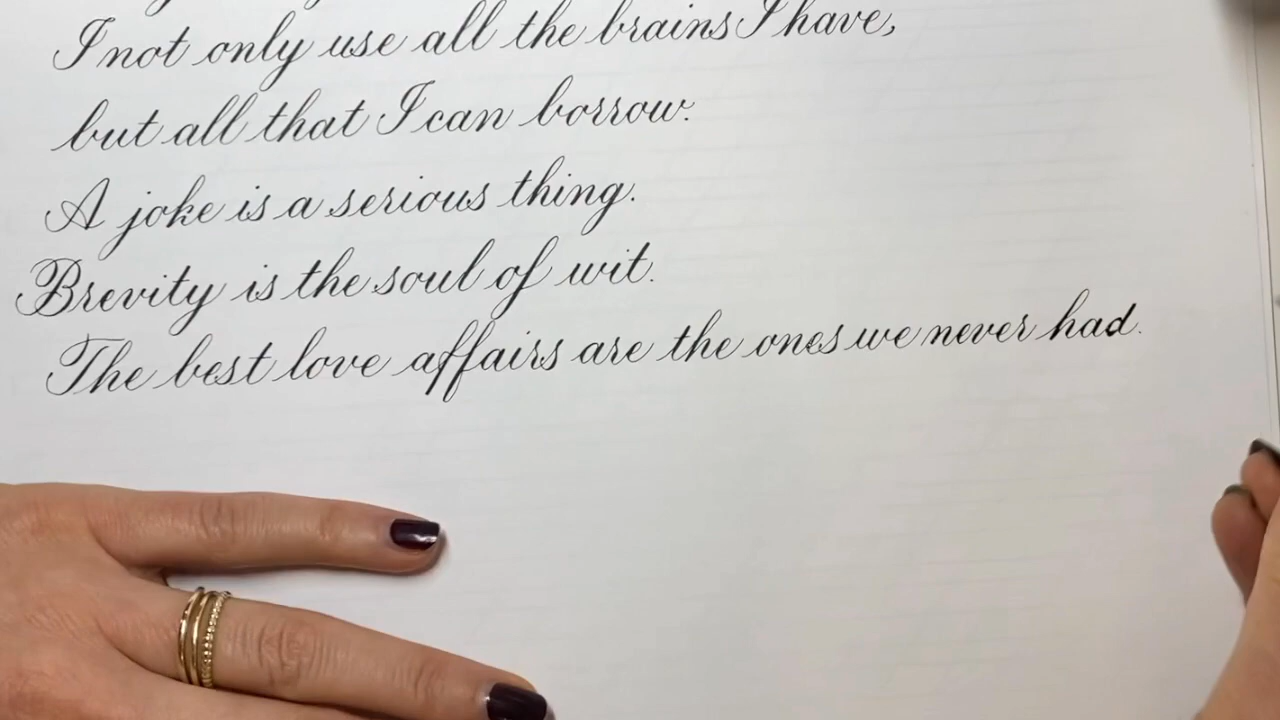 I not only use all the brains I have,
but all that I can borrow.
A joke is a serious thing.
Brevity is the soul of wit.
The best love affairs are the ones we never had.